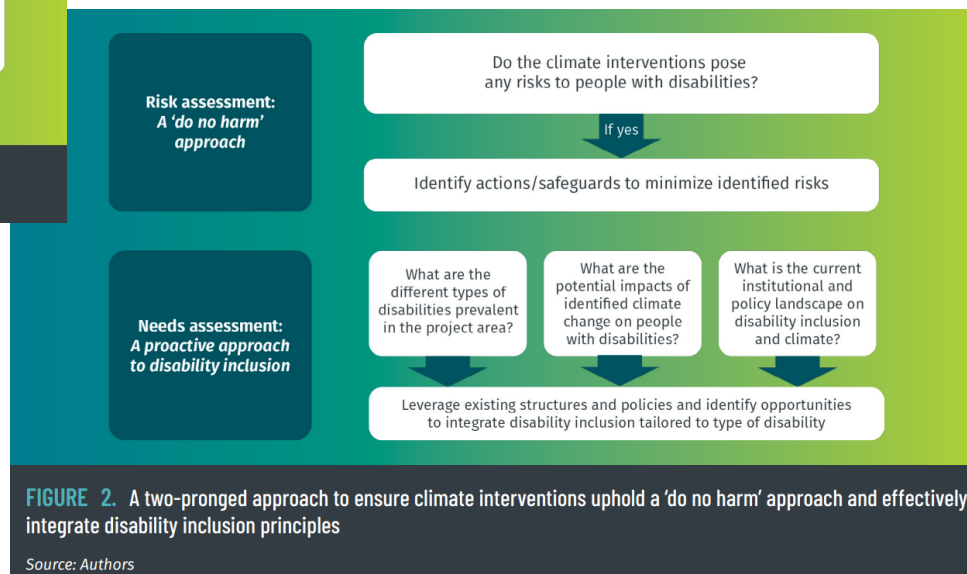 Risk assessment:
A 'do no harm'
approach
Do the climate interventions pose
any risks to people with disabilities?
If yes
Identify actions/safeguards to minimize identified risks
Needs assessment:
A proactive approach
to disability inclusion
What are the
different types of
disabilities prevalent
in the project area?
What are the
potential impacts of
identified climate
change on people
with disabilities?
What is the current
institutional and
policy landscape on
disability inclusion
and climate?
Leverage existing structures and policies and identify opportunities
to integrate disability inclusion tailored to type of disability
FIGURE 2. A two-pronged approach to ensure climate interventions uphold a 'do no harm' approach and effectively
integrate disability inclusion principles
Source: Authors